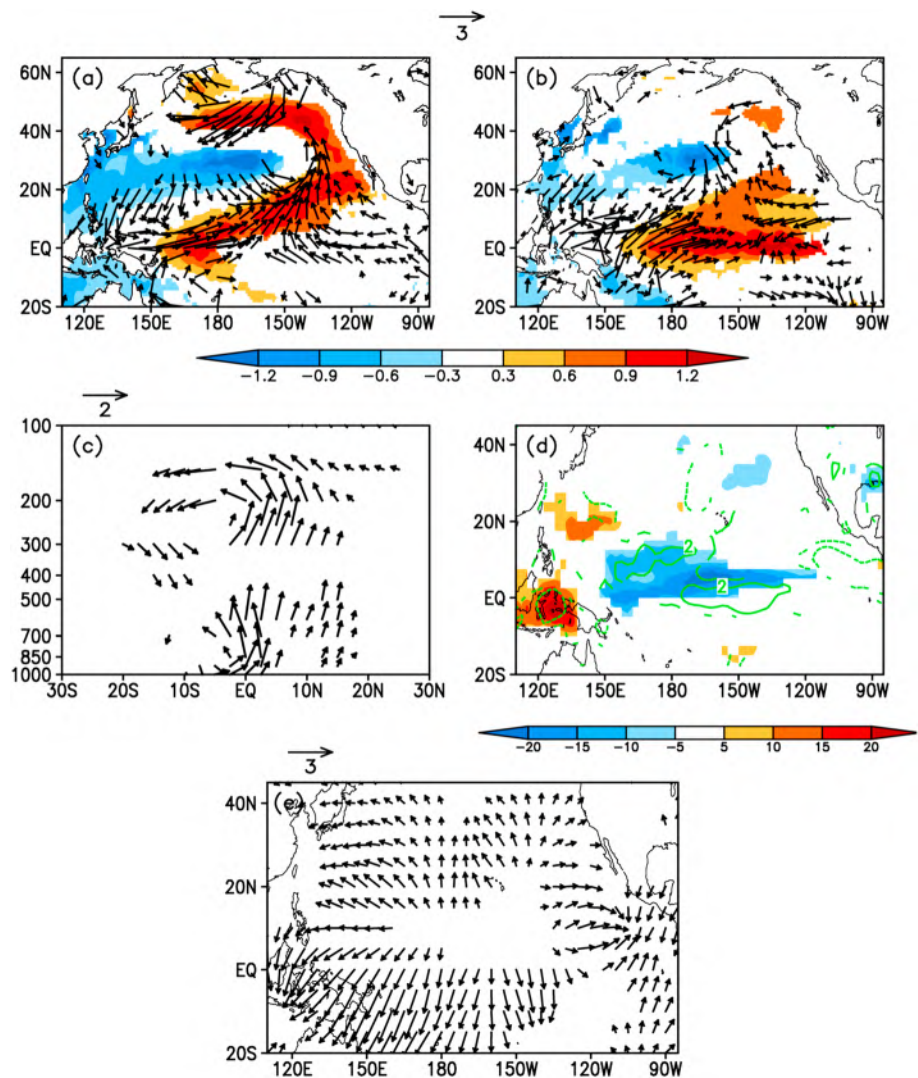 3
(a)
(b)
60N
40N
20N
EQ
20S
120E 150E 180 150W 120W 90W
60N
40N
20N
EQ
20S
120E 150E 180 150W 120W 90W
-1.2 -0.9 -0.6 -0.3 0.3 0.6 0.9 1.2
2
(c)
100
200
300
400
500
700
850
1000
30S 20S 10S EQ 10N 20N 30N
(d)
40N
20N
EQ
20S
2
2
120E 150E 180 150W 120W 90W
-20 -15 -10 -5 5 10 15 20
3
(e)
40N
20N
EQ
20S
120E 150E 180 150W 120W 90W